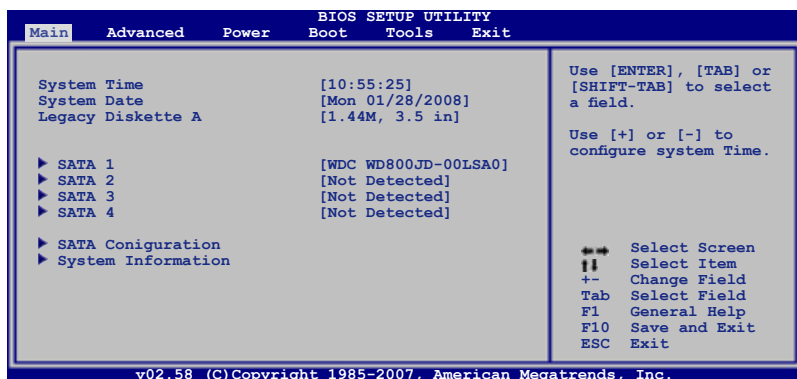 BIOS SETUP UTILITY
Main Advanced Power Boot Tools Exit
System Time [10:55:25]
System Date [Mon 01/28/2008]
Legacy Diskette A [1.44M, 3.5 in]
SATA 1 [WDC WD800JD-00LSA0]
SATA 2 [Not Detected]
SATA 3 [Not Detected]
SATA 4 [Not Detected]
SATA Coniguration
System Information
Use [ENTER], [TAB] or
[SHIFT-TAB] to select
a field.
Use [+] or [-] to
configure system Time.
Select Screen
Select Item
+- Change Field
Tab Select Field
F1 General Help
F10 Save and Exit
ESC Exit
v02.58 (C)Copyright 1985-2007, American Megatrends, Inc.